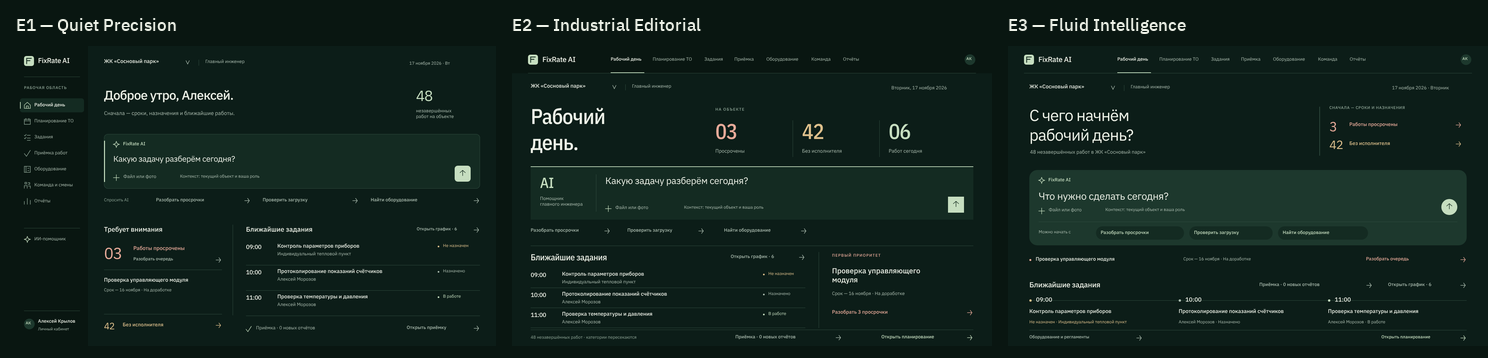 E1 — Quiet Precision
FixRate AI
РАБОЧАЯ ОБЛАСТЬ
Рабочий день
Планирование ТО
Задания
Приёмка работ
Оборудование
Команда и смены
Отчёты
ИИ-помощник
АК
Алексей Крылов
Личный кабинет
ЖК «Сосновый парк»
Главный инженер
17 ноября 2026 · Вт
Доброе утро, Алексей.
Сначала — сроки, назначения и ближайшие работы.
48
незавершённых
работ на объекте
FixRate AI
Какую задачу разберём сегодня?
Файл или фото
Контекст: текущий объект и ваша роль
Спросить AI
Разобрать просрочки
Проверить загрузку
Найти оборудование
Требует внимания
03
Работы просрочены
Разобрать очередь
Проверка управляющего модуля
Срок — 16 ноября · На доработке
42
Без исполнителя
Ближайшие задания
Открыть график · 6
09:00
Контроль параметров приборов
Индивидуальный тепловой пункт
Не назначен
10:00
Протоколирование показаний счётчиков
Алексей Морозов
Назначено
11:00
Проверка температуры и давления
Алексей Морозов
В работе
Приёмка · 0 новых отчётов
Открыть приёмку
E2 — Industrial Editorial
FixRate AI
Рабочий день
Планирование ТО
Задания
Приёмка
Оборудование
Команда
Отчёты
АК
ЖК «Сосновый парк»
Главный инженер
Вторник, 17 ноября 2026
Рабочий
день.
НА ОБЪЕКТЕ
03
Просрочены
42
Без исполнителя
06
Работ сегодня
AI
Помощник
главного инженера
Какую задачу разберём сегодня?
Файл или фото
Контекст: текущий объект и ваша роль
Разобрать просрочки
Проверить загрузку
Найти оборудование
Ближайшие задания
Открыть график · 6
09:00
Контроль параметров приборов
Индивидуальный тепловой пункт
Не назначен
10:00
Протоколирование показаний счётчиков
Алексей Морозов
Назначено
11:00
Проверка температуры и давления
Алексей Морозов
В работе
ПЕРВЫЙ ПРИОРИТЕТ
Проверка управляющего
модуля
Срок — 16 ноября · На доработке
Разобрать 3 просрочки
48 незавершённых работ · категории пересекаются
Приёмка · 0 новых отчётов
Открыть планирование
E3 — Fluid Intelligence
FixRate AI
Рабочий день
Планирование ТО
Задания
Приёмка
Оборудование
Команда
Отчёты
АК
ЖК «Сосновый парк»
Главный инженер
17 ноября 2026 · Вторник
С чего начнём
рабочий день?
48 незавершённых работ в ЖК «Сосновый парк»
СНАЧАЛА — СРОКИ И НАЗНАЧЕНИЯ
3
Работы просрочены
42
Без исполнителя
FixRate AI
Что нужно сделать сегодня?
Файл или фото
Контекст: текущий объект и ваша роль
Можно начать с
Разобрать просрочки
Проверить загрузку
Найти оборудование
Проверка управляющего модуля
Срок — 16 ноября · На доработке
Разобрать очередь
Ближайшие задания
Приёмка · 0 новых отчётов
Открыть график · 6
09:00
Контроль параметров приборов
Не назначен · Индивидуальный тепловой пункт
10:00
Протоколирование показаний счётчиков
Алексей Морозов · Назначено
11:00
Проверка температуры и давления
Алексей Морозов · В работе
Оборудование и регламенты
Открыть планирование